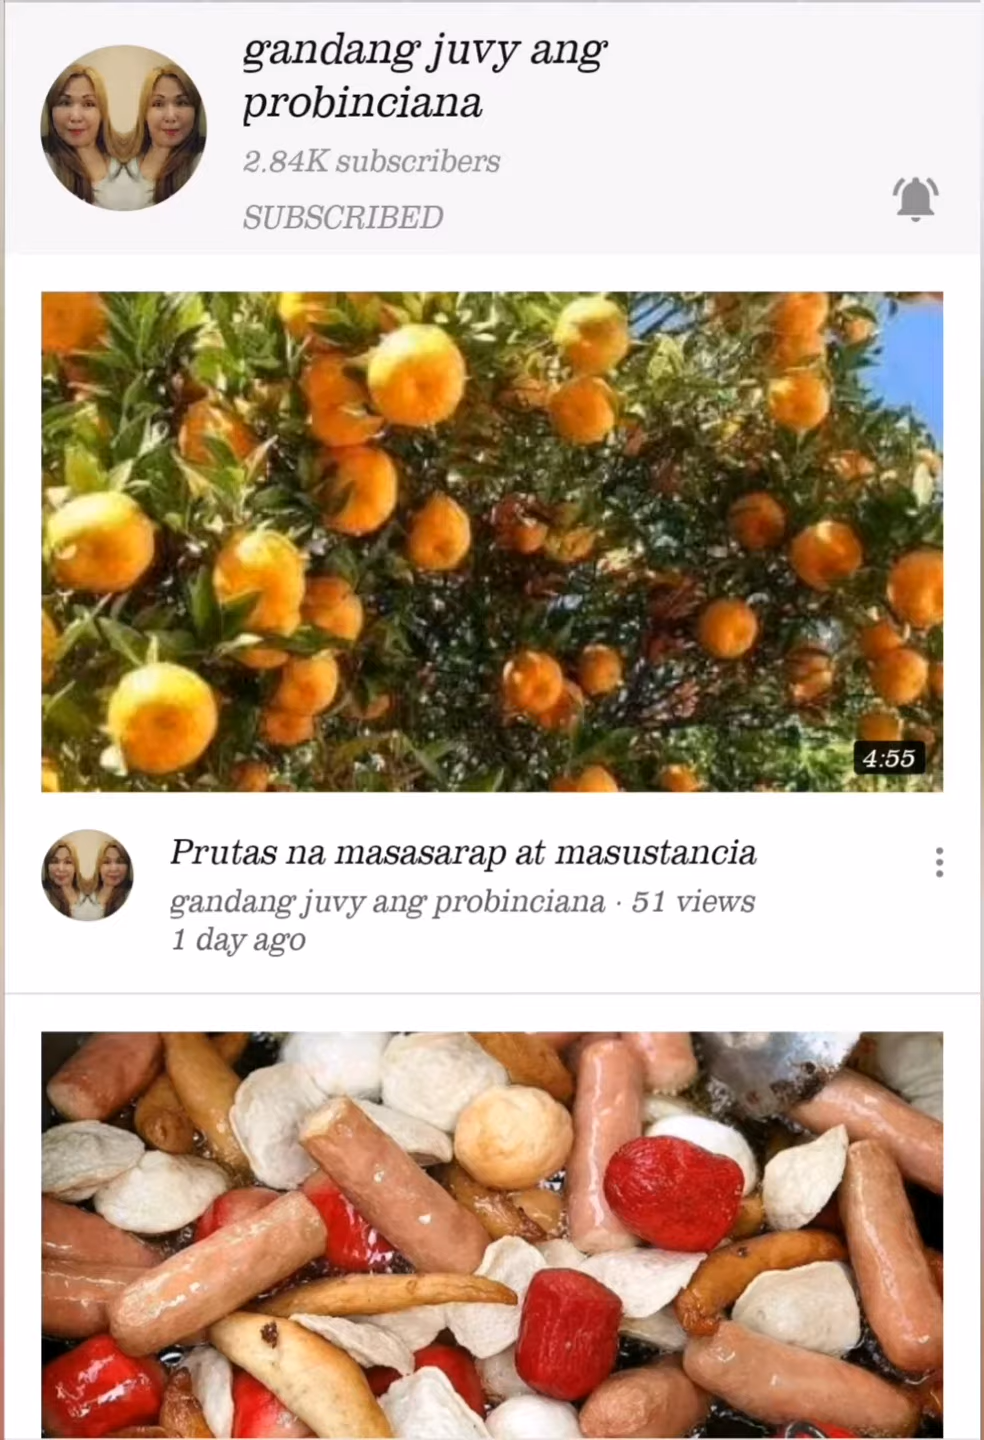 gandang juvy ang
probinciana
2.84K subscribers
SUBSCRIBED
4:55
Prutas na masasarap at masustancia
gandang juvy ang probinciana · 51 views
1 day ago